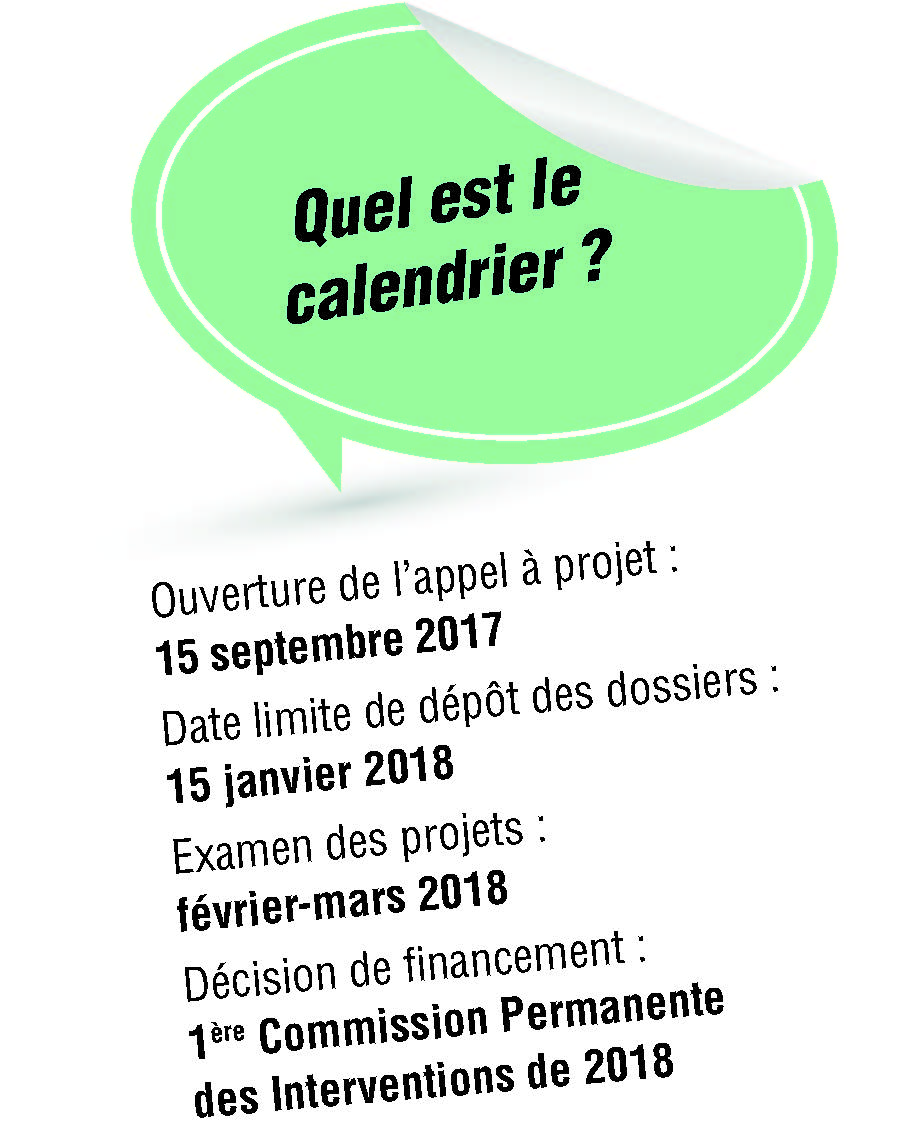 Quel est le
calendrier ?
Ouverture de l’appel à projet :
15 septembre 2017
Date limite de dépôt des dossiers :
15 janvier 2018
Examen des projets :
février-mars 2018
Décision de financement :
1ère Commission Permanente
des Interventions de 2018